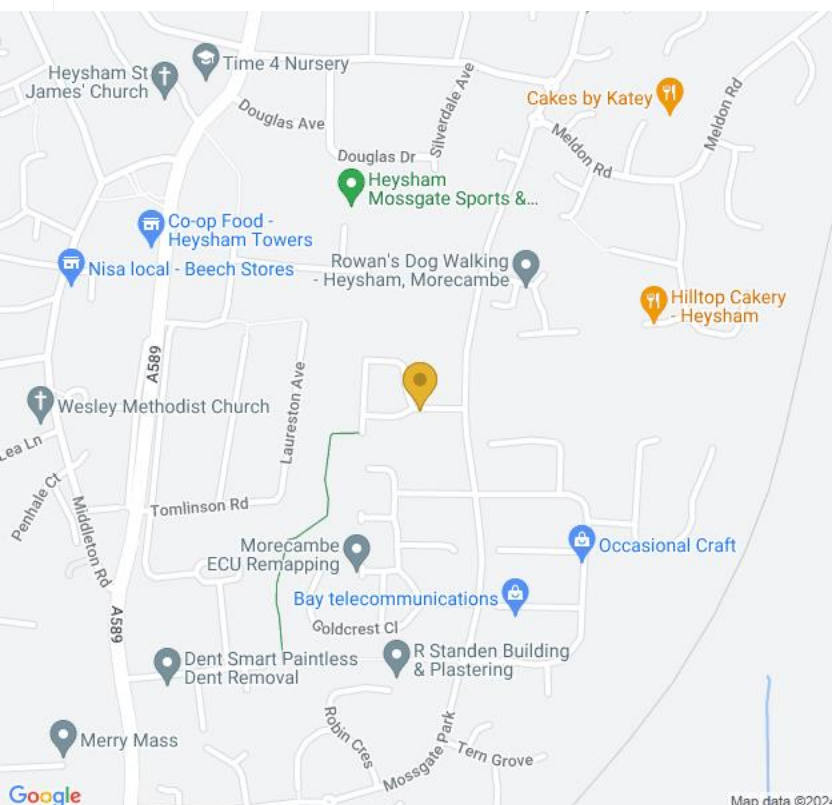 Time 4 Nursery
Heysham St
James' Church
Silverdale Ave
Cakes by Katey
Meldon Rd
Douglas Ave
Meldon Rd
Douglas Dr
Heysham
Mossgate Sports &...
Co-op Food -
Heysham Towers
Nisa local - Beech Stores
Rowan's Dog Walking
- Heysham, Morecambe
Hilltop Cakery
- Heysham
A589
Laureston Ave
Wesley Methodist Church
Lea Ln
Penhale Ct
Middleton Rd
Tomlinson Rd
Morecambe
ECU Remapping
Occasional Craft
Bay telecommunications
A589
Goldcrest Cl
Dent Smart Paintless
Dent Removal
R Standen Building
& Plastering
Merry Mass
Robin Cres
Mossgate Park
Tern Grove
Google
Map data ©2024